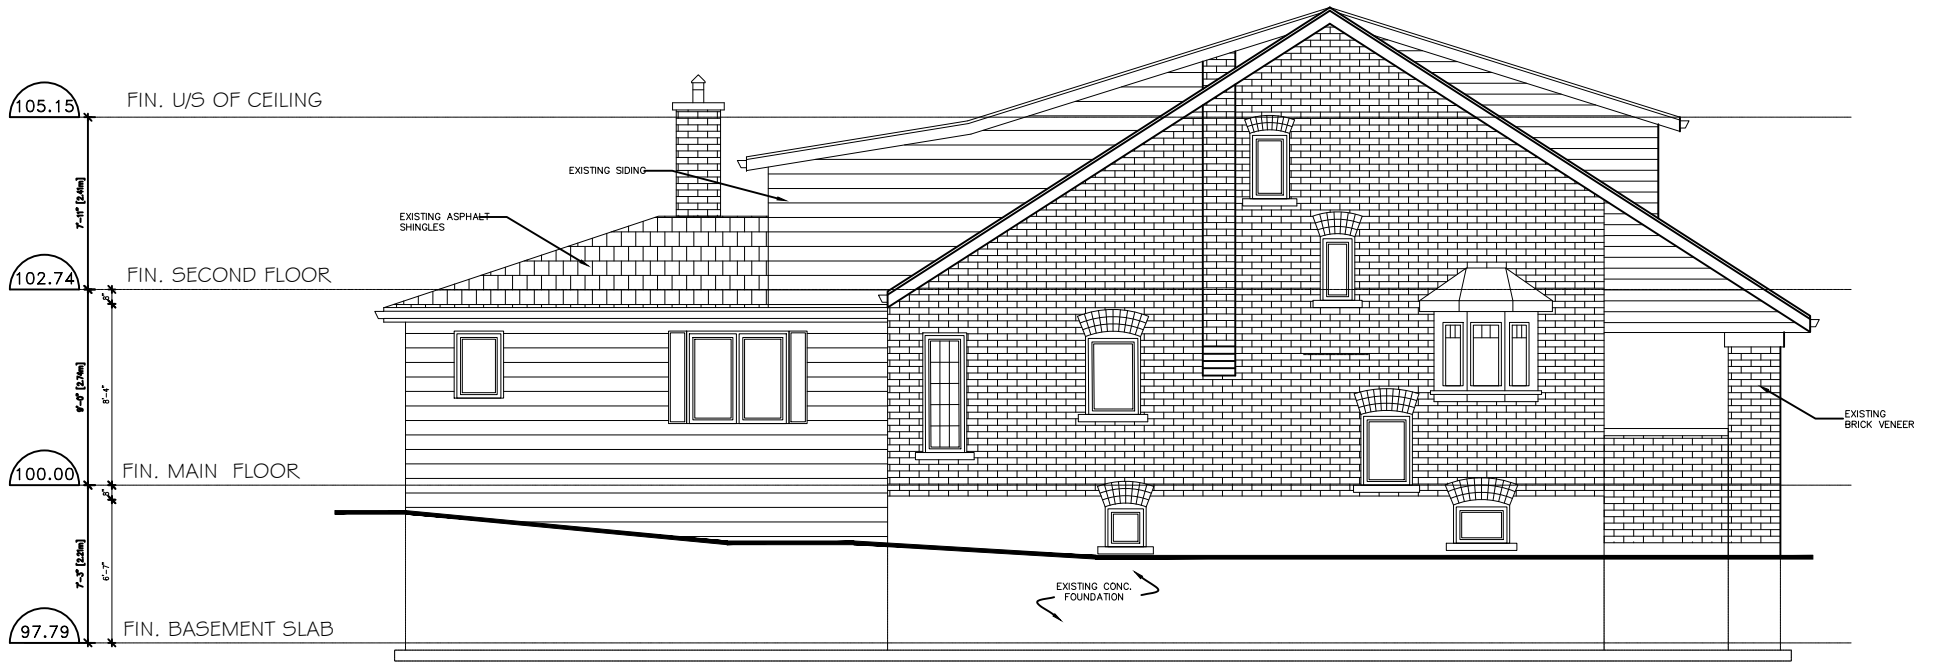 105.15
FIN. U/S OF CEILING
7'-11" [2.41m]
EXISTING SIDING
EXISTING ASPHALT
SHINGLES
102.74
FIN. SECOND FLOOR
8"
9'-0" [2.74m]
8'-4"
EXISTING
BRICK VENEER
100.00
FIN. MAIN FLOOR
8"
7'-3" [2.21m]
6'-7"
EXISTING CONC.
FOUNDATION
97.79
FIN. BASEMENT SLAB